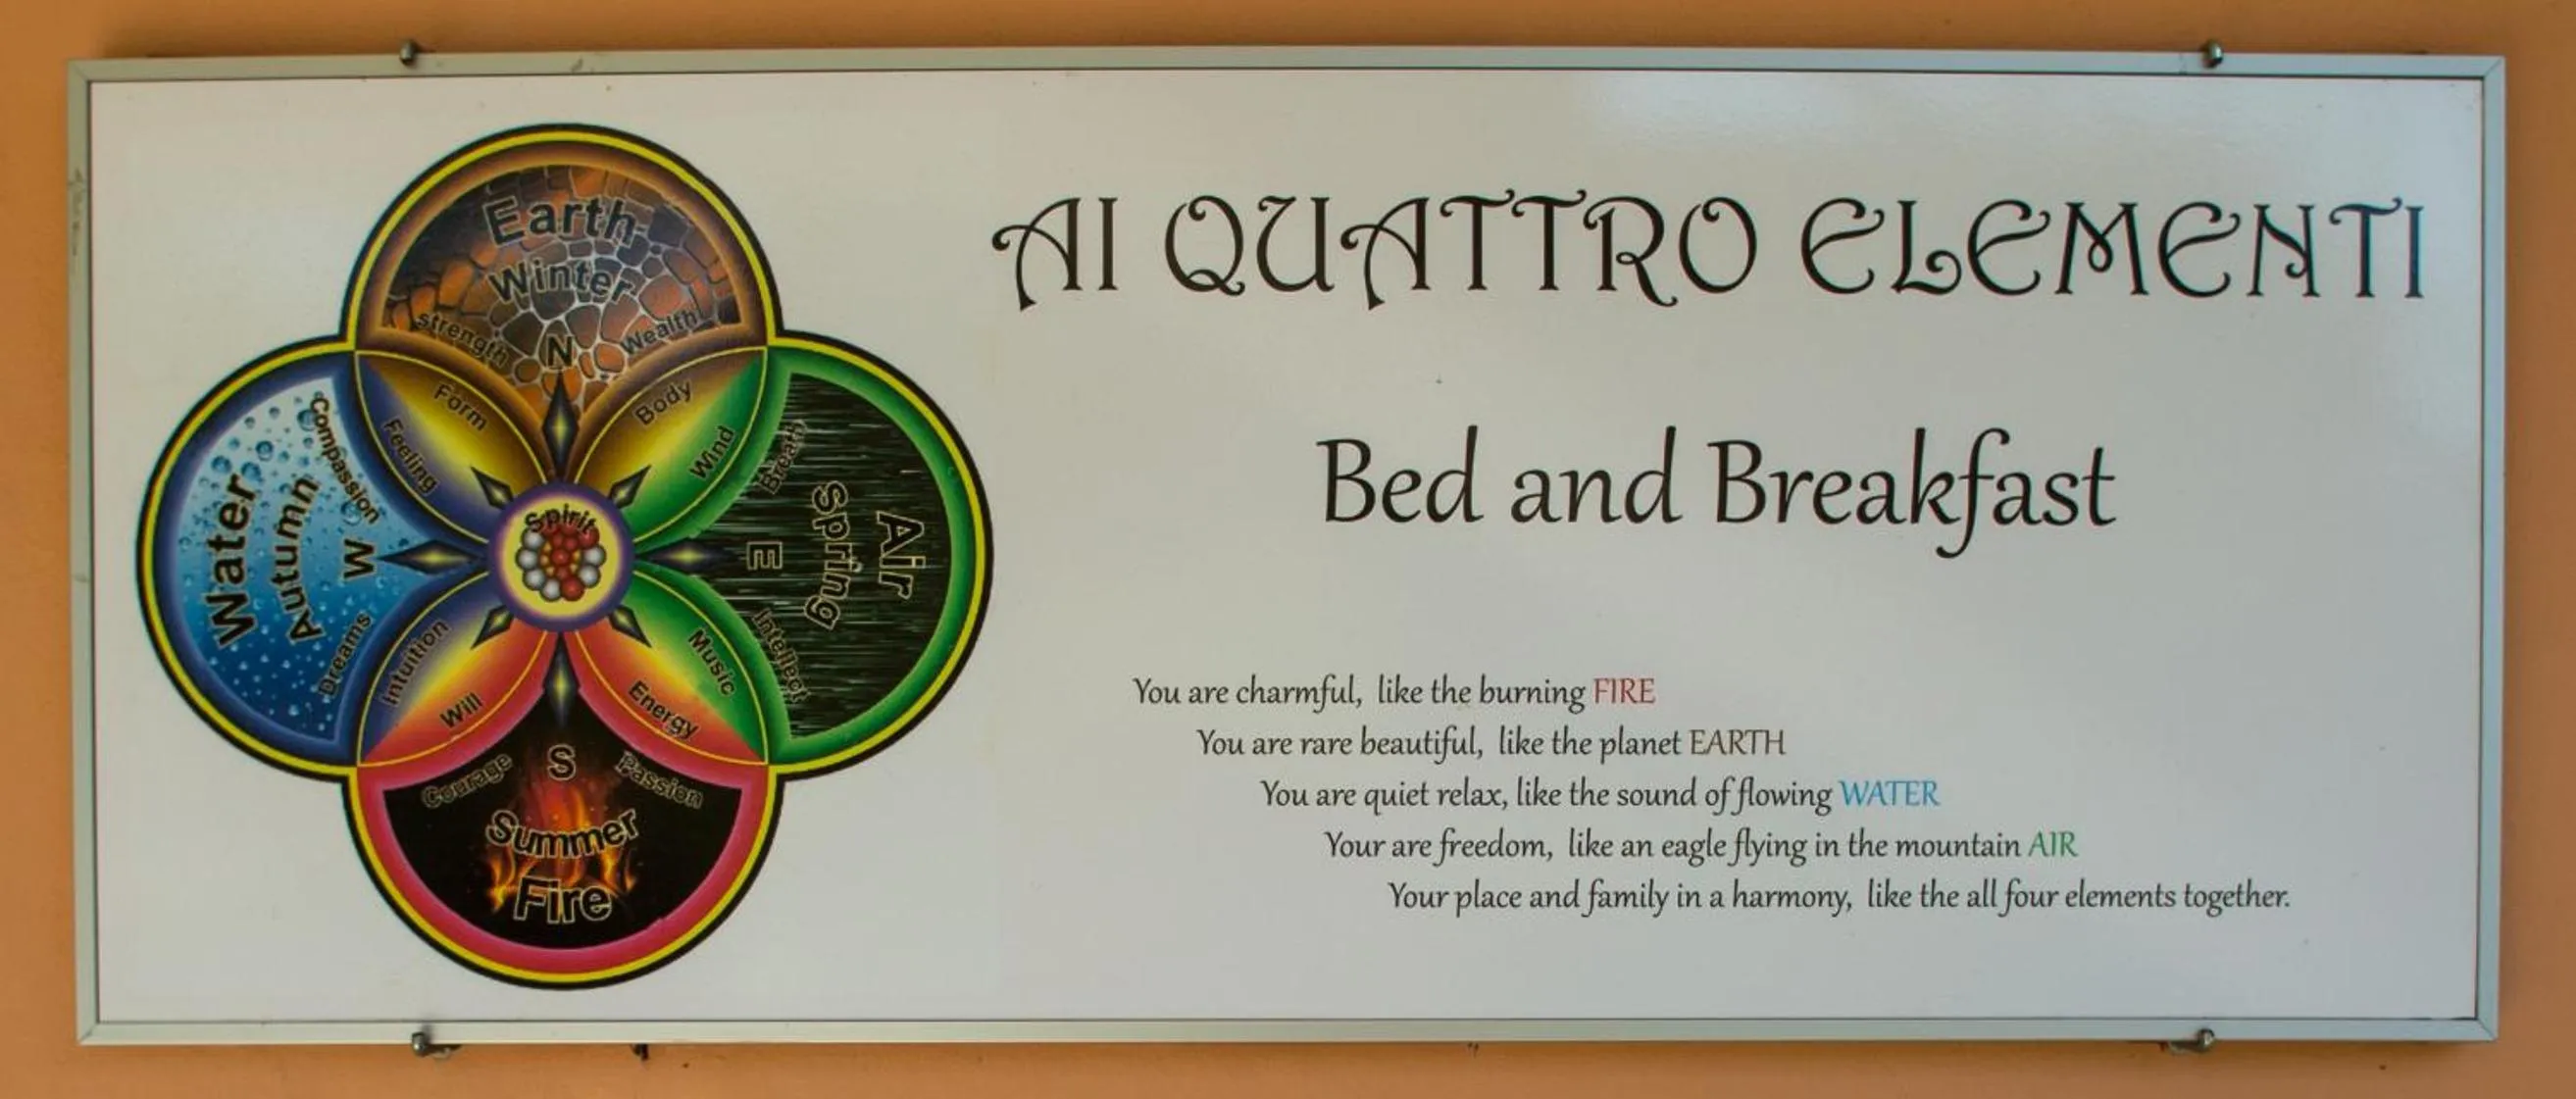 Earth
Winter
strength
Wealth
N
Form
Body
Feeling
Wind
Compassion
Breath
Water
Autumn
W
Spirit
E
Spring
Air
Dreams
Intellect
Intuition
Music
Will
Energy
S
Courage
Passion
Summer
Fire
AI QUATTRO ELEMENTI
Bed and Breakfast
You are charmful, like the burning FIRE
You are rare beautiful, like the planet EARTH
You are quiet relax, like the sound of flowing WATER
Your are freedom, like an eagle flying in the mountain AIR
Your place and family in a harmony, like the all four elements together.